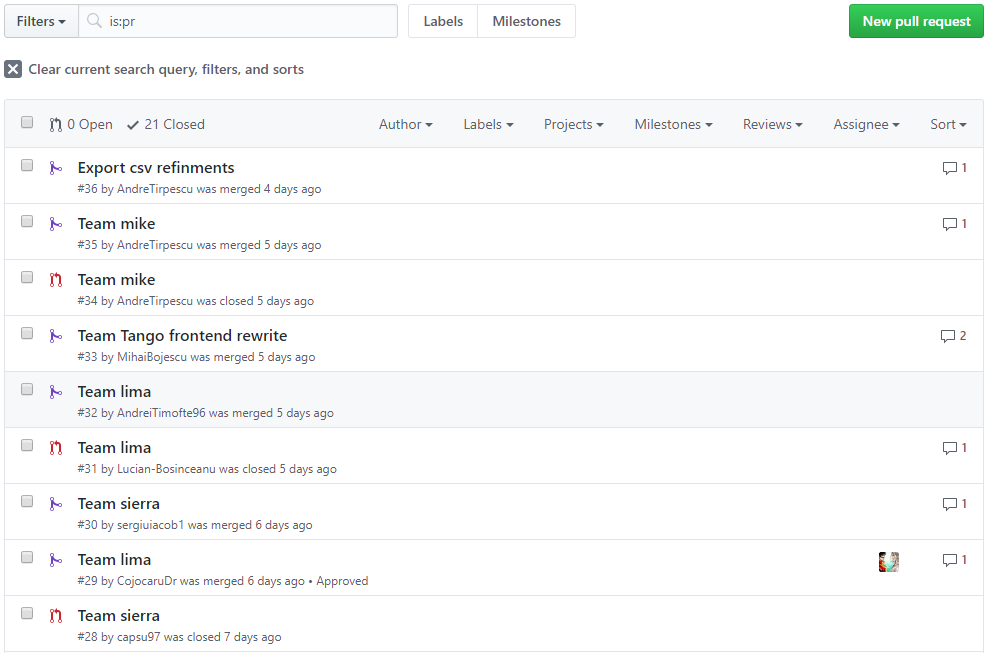 Filters is:pr Labels Milestones New pull request
Clear current search query, filters, and sorts
0 Open 21 Closed Author Labels Projects Milestones Reviews Assignee Sort
Export csv refinments 1
#36 by AndreTirpescu was merged 4 days ago
Team mike 1
#35 by AndreTirpescu was merged 5 days ago
Team mike
#34 by AndreTirpescu was closed 5 days ago
Team Tango frontend rewrite 2
#33 by MihaiBojescu was merged 5 days ago
Team lima
#32 by AndreiTimofte96 was merged 5 days ago
Team lima 1
#31 by Lucian-Bosinceanu was closed 5 days ago
Team sierra 1
#30 by sergiuiacob1 was merged 6 days ago
Team lima 1
#29 by CojocaruDr was merged 6 days ago • Approved
Team sierra
#28 by capsu97 was closed 7 days ago